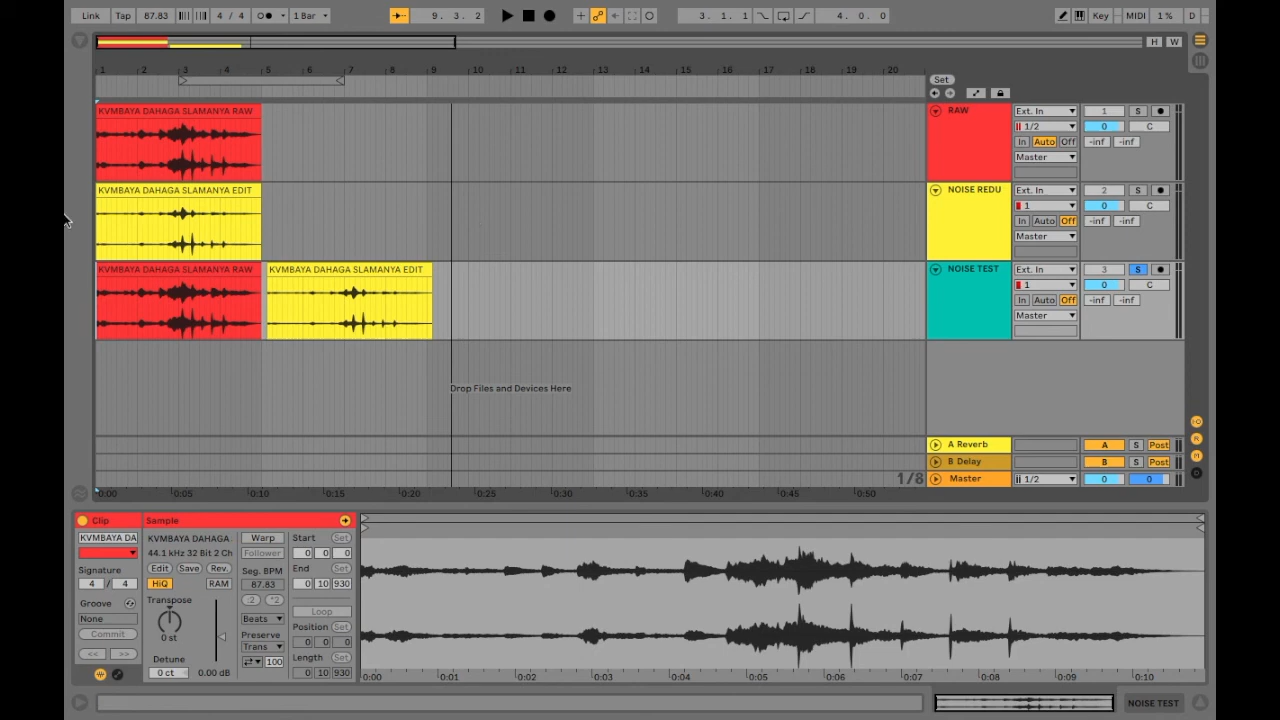 Link Tap 87.83 4 / 4 1 Bar 9. 3. 2 3. 1. 1 4. 0. 0 Key MIDI 1 % D
H W
1 2 3 4 5 6 7 8 9 10 11 12 13 14 15 16 17 18 19 20
Set
KVMBAYA DAHAGA SLAMANYA RAW RAW Ext. In 1 S
1/2 0 C
In Auto Off -inf -inf
Master
KVMBAYA DAHAGA SLAMANYA EDIT NOISE REDU Ext. In 2 S
1 0 C
In Auto Off -inf -inf
Master
KVMBAYA DAHAGA SLAMANYA RAW KVMBAYA DAHAGA SLAMANYA EDIT NOISE TEST Ext. In 3 S
1 0 C
In Auto Off -inf -inf
Master
Drop Files and Devices Here
A Reverb A S Post
B Delay B S Post
1/8 Master 1/2 0 0
0:00 0:05 0:10 0:15 0:20 0:25 0:30 0:35 0:40 0:45 0:50
Clip Sample
KVMBAYA DA KVMBAYA DAHAGA Warp Start Set
44.1 kHz 32 Bit 2 Ch Follower 0 0 0
Signature Edit Save Rev. Seg. BPM End Set
4 / 4 HiQ RAM 87.83 0 10 930
Groove Transpose :2 *2 Loop
None Beats Position Set
Commit 0 st Preserve 0 0 0
<< >> Trans Length Set
Detune 100 0 10 930
0 ct 0.00 dB
0:00 0:01 0:02 0:03 0:04 0:05 0:06 0:07 0:08 0:09 0:10
NOISE TEST